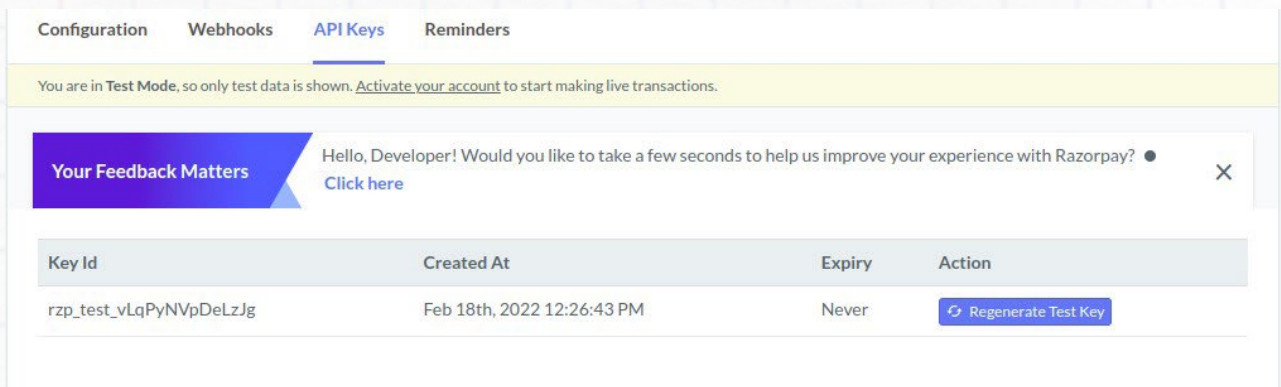 Configuration Webhooks API Keys Reminders
You are in Test Mode, so only test data is shown. Activate your account to start making live transactions.
Your Feedback Matters
Hello, Developer! Would you like to take a few seconds to help us improve your experience with Razorpay?
Click here
Key Id Created At Expiry Action
rzp_test_vLqPyNVpDeLzJg Feb 18th, 2022 12:26:43 PM Never Regenerate Test Key